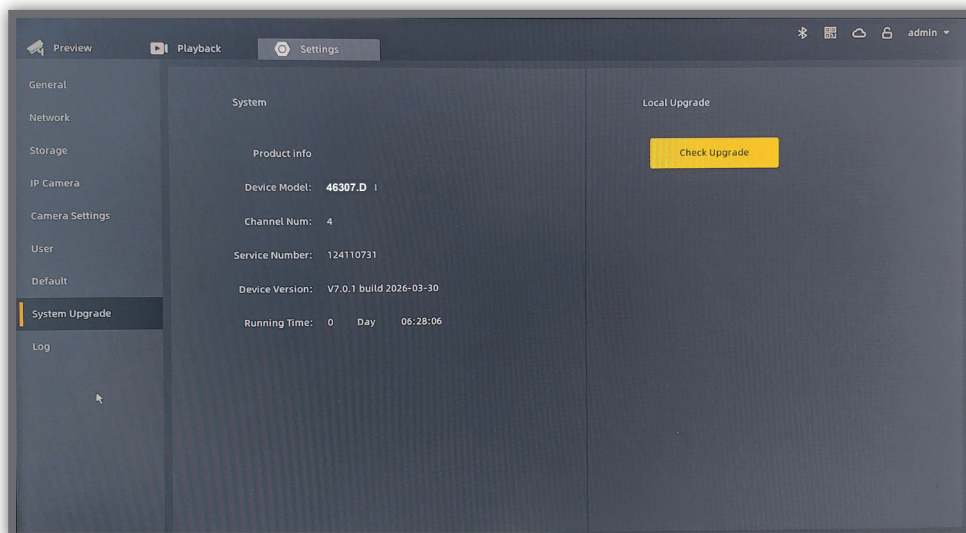 Preview
Playback
Settings
admin
General
Network
Storage
IP Camera
Camera Settings
User
Default
System Upgrade
Log
System
Product info
Device Model: 46307.D
Channel Num: 4
Service Number: 124110731
Device Version: V7.0.1 build 2026-03-30
Running Time: 0 Day 06:28:06
Local Upgrade
Check Upgrade